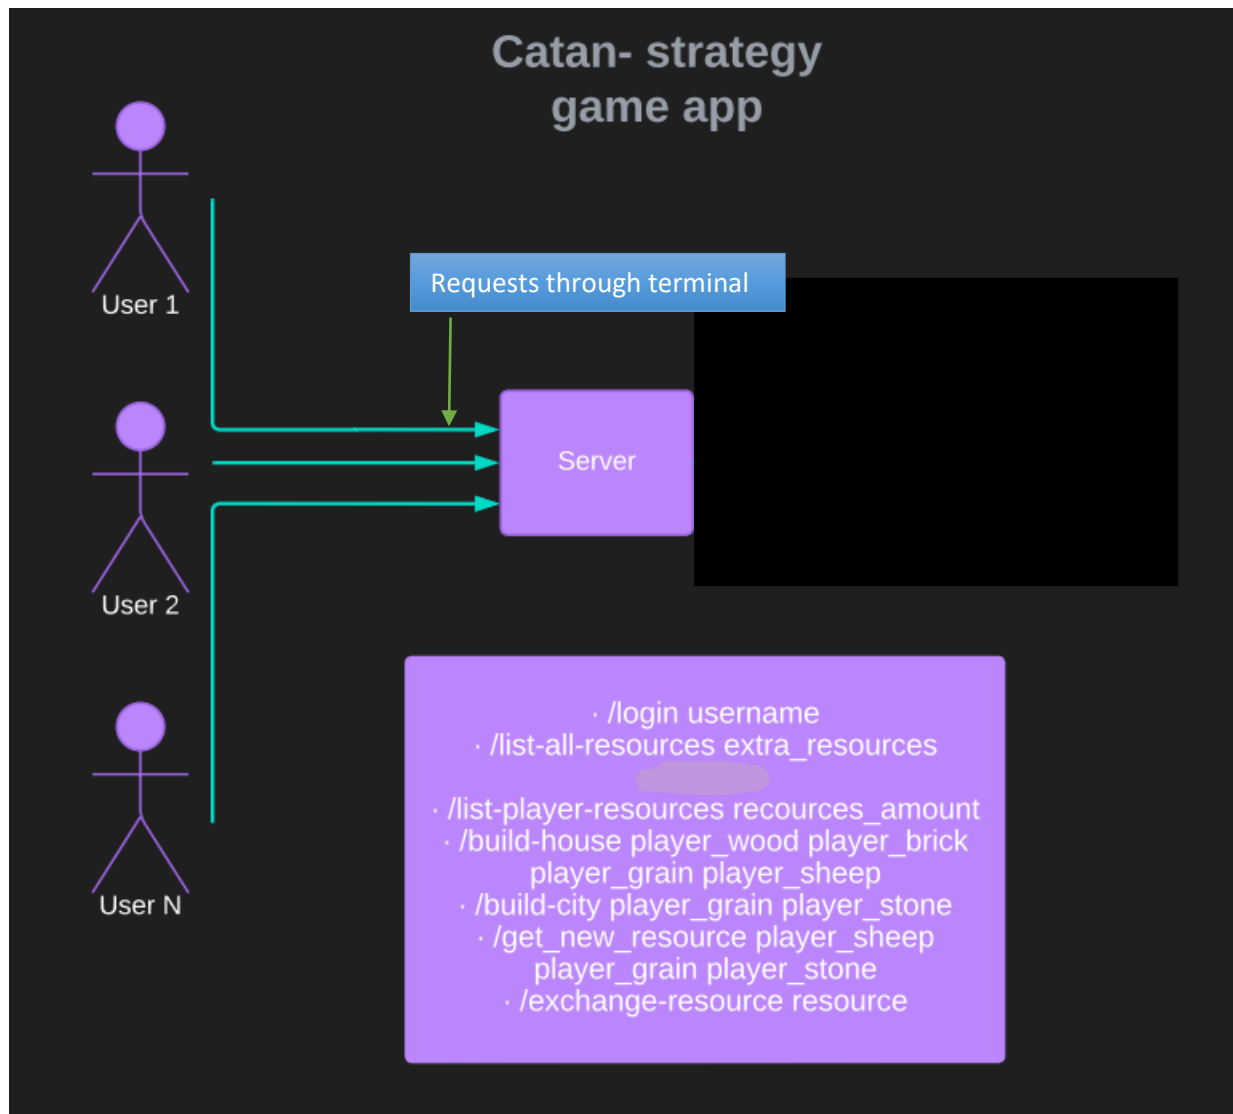 Catan- strategy
game app
User 1
Requests through terminal
Server
User 2
User N
· /login username
· /list-all-resources extra_resources
· /list-player-resources recources_amount
· /build-house player_wood player_brick
player_grain player_sheep
· /build-city player_grain player_stone
· /get_new_resource player_sheep
player_grain player_stone
· /exchange-resource resource